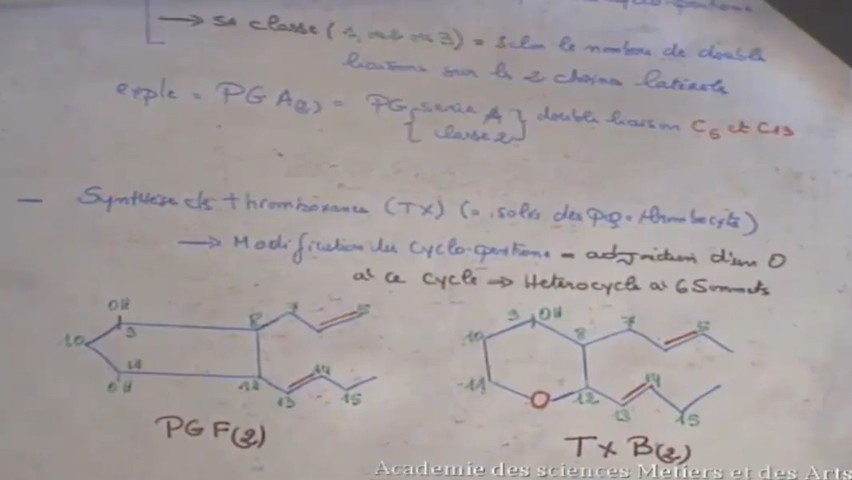 → sa classe (1, 2 ou 3) = selon le nombre de double
liaisons sur les 2 chaines latérales
exple = PG A(2) = PG série A double liaison C5 et C13
classe 2
— Synthèse des thromboxanes (TX) (= isolés des thrombocytes)
→ Modification du cyclo-pentane = adjonction d'un O
à ce cycle → Heterocycle à 6 Sommets
OH 8 7 5
10 9
11
OH 12 13 14 15
PGF(2)
9 OH 7 5
10 8
11 O 12 14
13 15
TXB(2)
Academie des sciences Metiers et des Arts